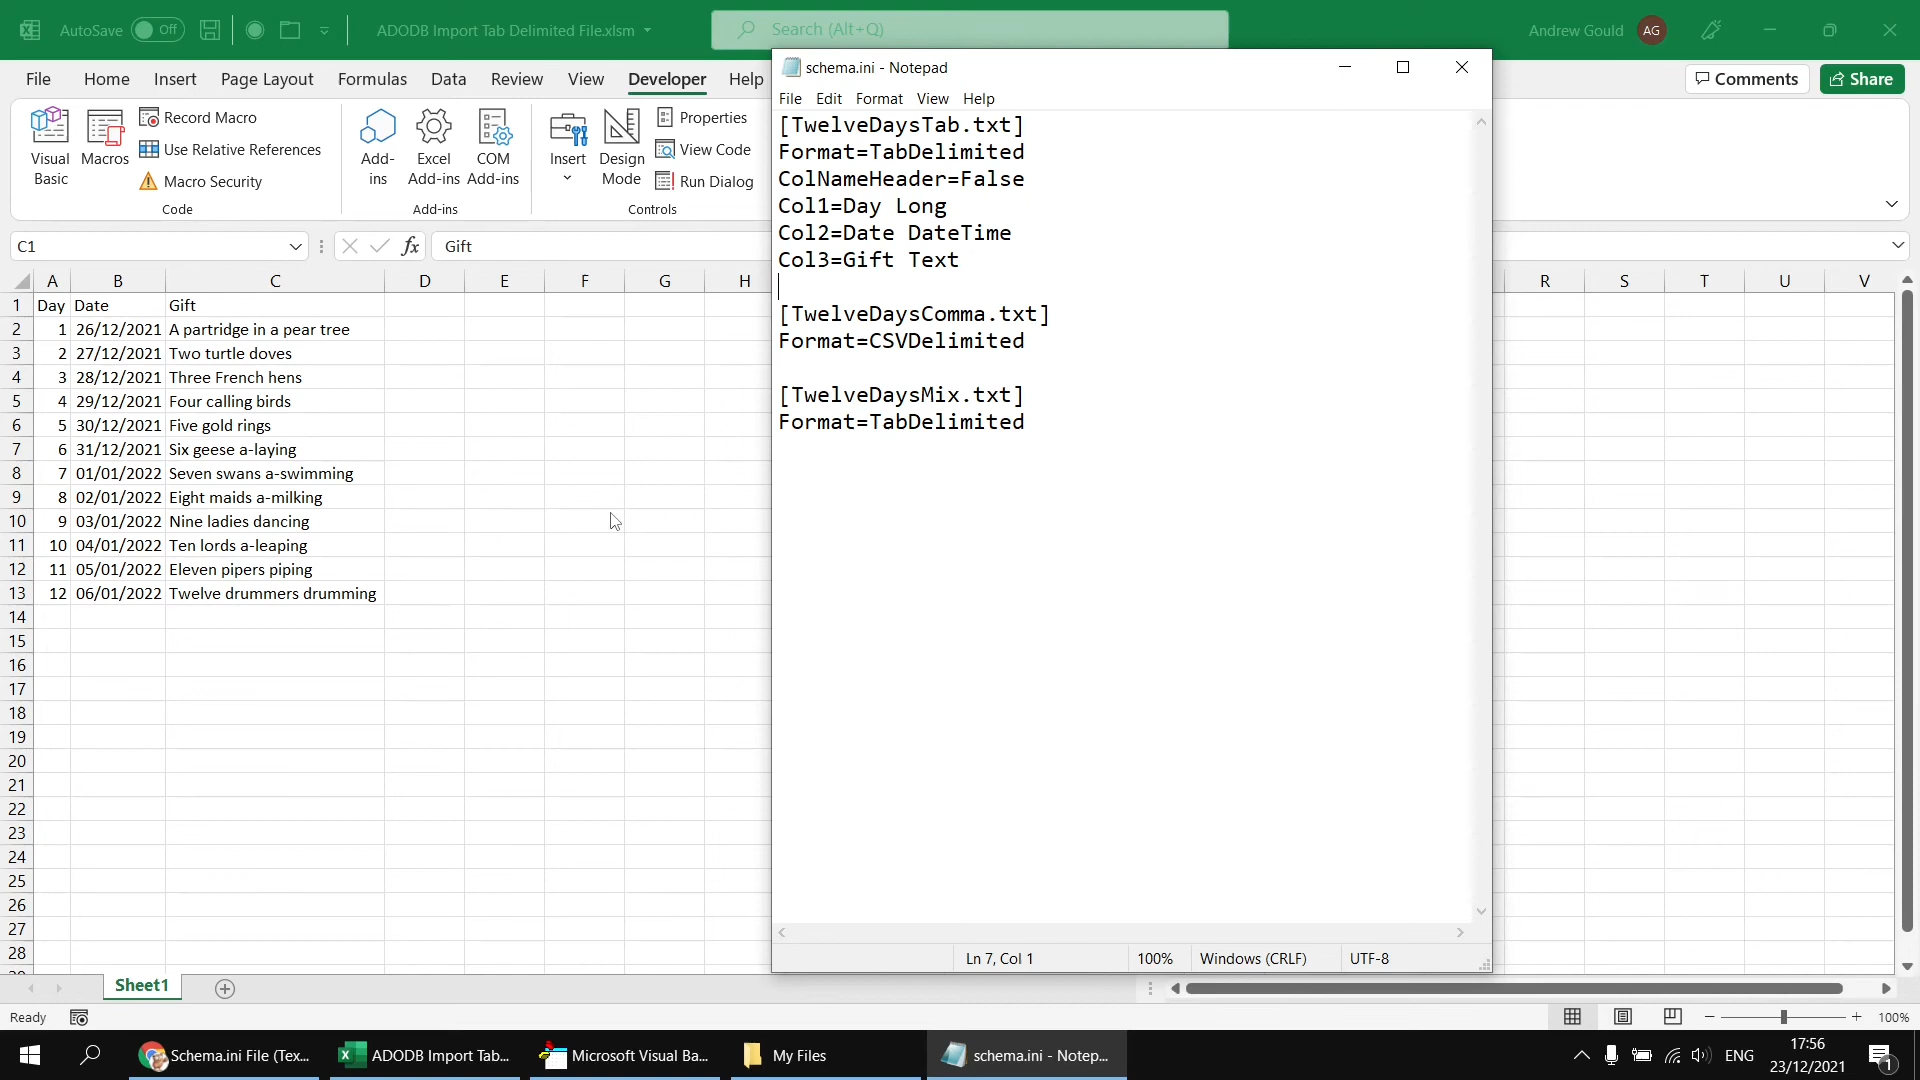 AutoSave Off ADODB Import Tab Delimited File.xlsm Search (Alt+Q) Andrew Gould AG
File Home Insert Page Layout Formulas Data Review View Developer Help Comments Share
Visual Basic
Macros
Record Macro
Use Relative References
Macro Security
Code
Add-ins
Excel Add-ins
COM Add-ins
Add-ins
Insert
Design Mode
Properties
View Code
Run Dialog
Controls
C1 fx Gift
A B C D E F G H R S T U V
1 Day Date Gift
2 1 26/12/2021 A partridge in a pear tree
3 2 27/12/2021 Two turtle doves
4 3 28/12/2021 Three French hens
5 4 29/12/2021 Four calling birds
6 5 30/12/2021 Five gold rings
7 6 31/12/2021 Six geese a-laying
8 7 01/01/2022 Seven swans a-swimming
9 8 02/01/2022 Eight maids a-milking
10 9 03/01/2022 Nine ladies dancing
11 10 04/01/2022 Ten lords a-leaping
12 11 05/01/2022 Eleven pipers piping
13 12 06/01/2022 Twelve drummers drumming
14
15
16
17
18
19
20
21
22
23
24
25
26
27
28
schema.ini - Notepad
File Edit Format View Help
[TwelveDaysTab.txt]
Format=TabDelimited
ColNameHeader=False
Col1=Day Long
Col2=Date DateTime
Col3=Gift Text
[TwelveDaysComma.txt]
Format=CSVDelimited
[TwelveDaysMix.txt]
Format=TabDelimited
Ln 7, Col 1 100% Windows (CRLF) UTF-8
Sheet1
Ready 100%
Schema.ini File (Tex... ADODB Import Tab... Microsoft Visual Ba... My Files schema.ini - Notep... ENG 17:56
23/12/2021 1